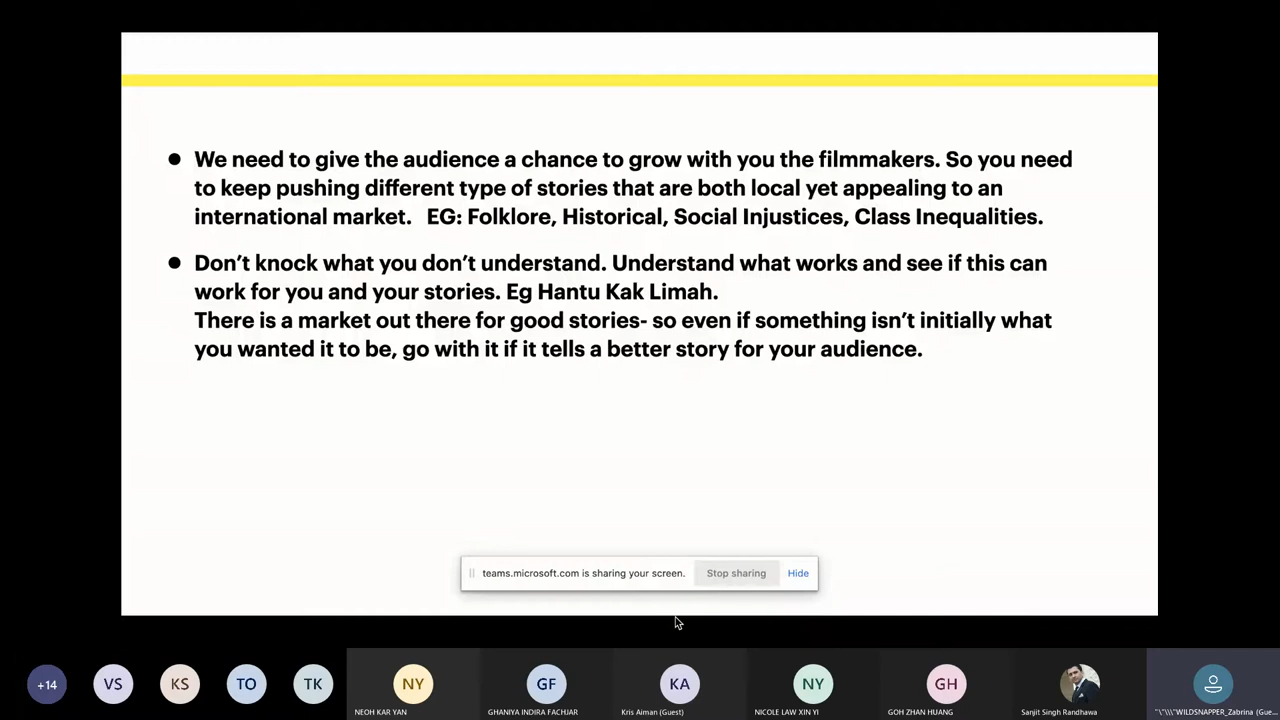 We need to give the audience a chance to grow with you the filmmakers. So you need
to keep pushing different type of stories that are both local yet appealing to an
international market. EG: Folklore, Historical, Social Injustices, Class Inequalities.
Don’t knock what you don’t understand. Understand what works and see if this can
work for you and your stories. Eg Hantu Kak Limah.
There is a market out there for good stories- so even if something isn’t initially what
you wanted it to be, go with it if it tells a better story for your audience.
teams.microsoft.com is sharing your screen. Stop sharing Hide
+14 VS KS TO TK NY GF KA NY GH
NEOH KAR YAN GHANIYA INDIRA FACHJAR Kris Aiman (Guest) NICOLE LAW XIN YI GOH ZHAN HUANG Sanjit Singh Randhawa "\"\\\"WILDSNAPPER_Zabrina (Gue...